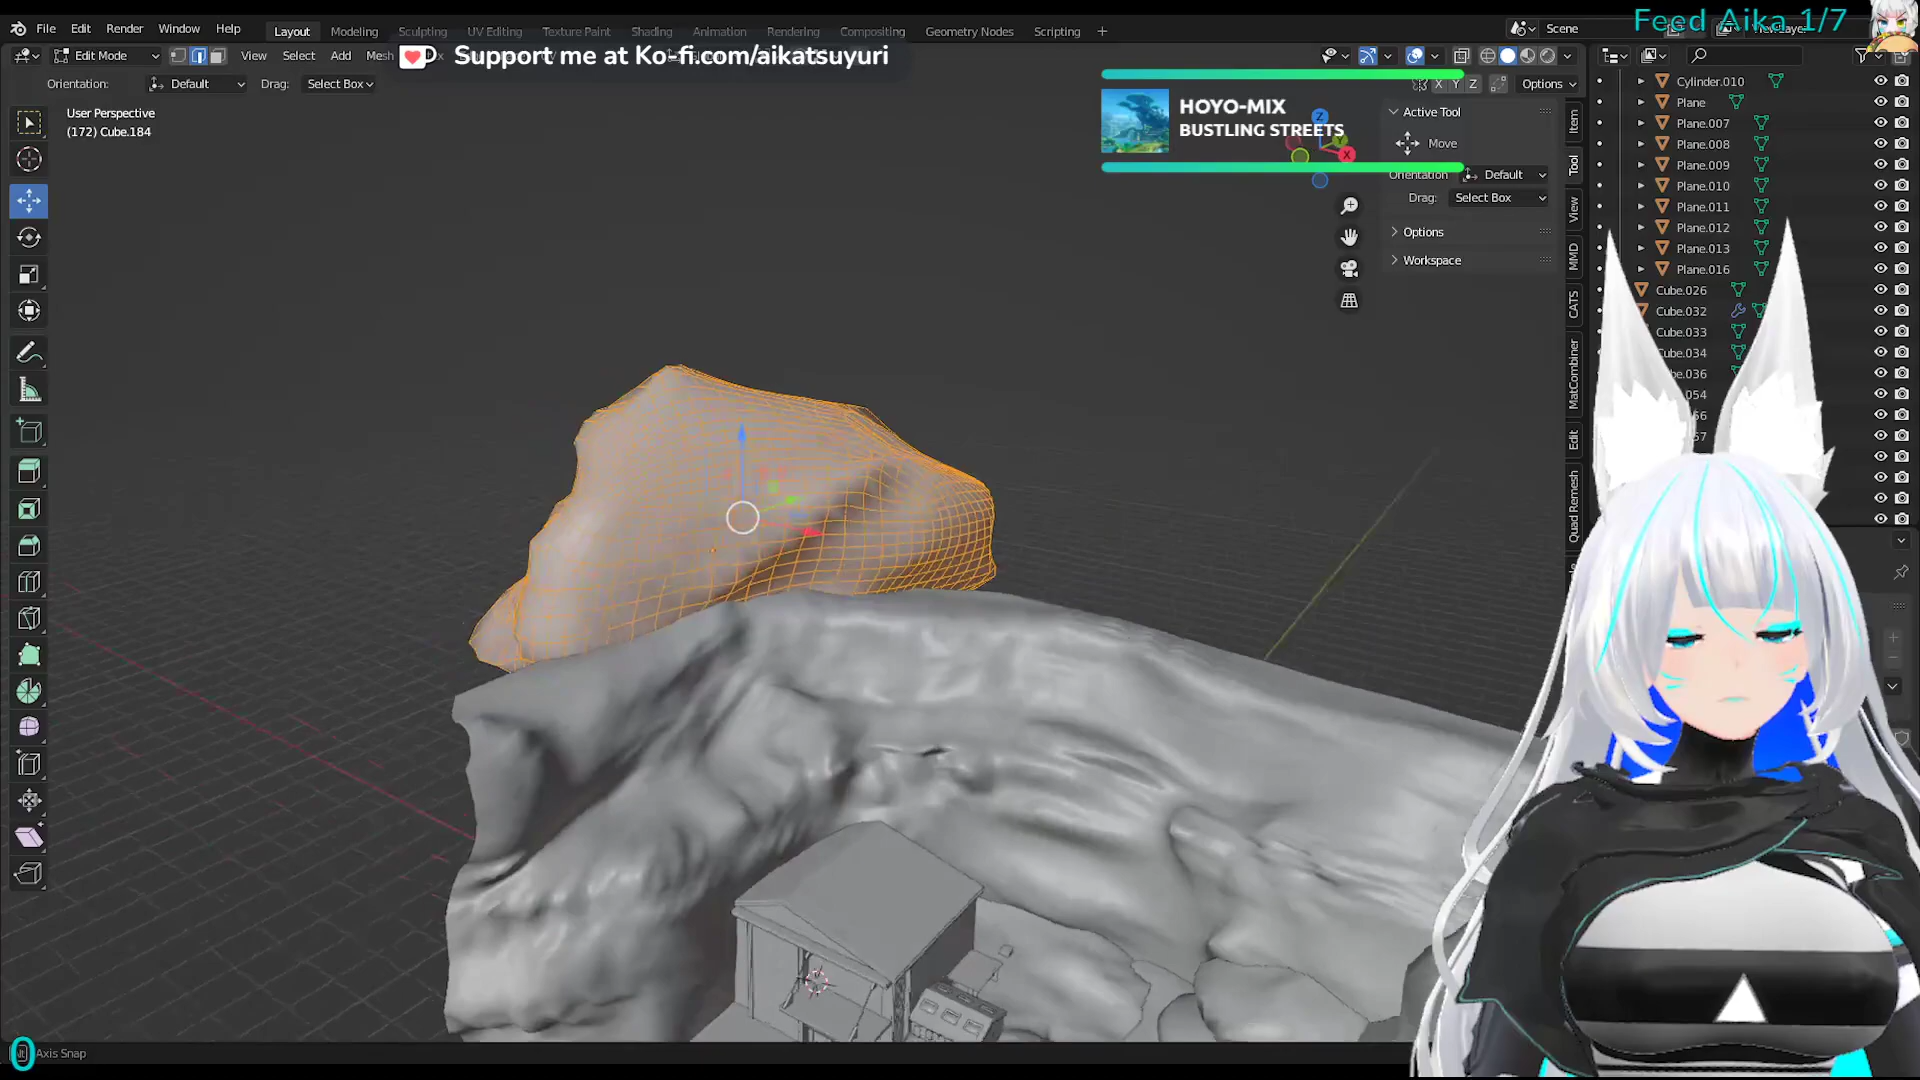 File Edit Render Window Help
Layout Modeling Sculpting UV Editing Texture Paint Shading Animation Rendering Compositing Geometry Nodes Scripting +
Scene
Feed Aika 1/7
Edit Mode View Select Add Mesh
Support me at Ko-fi.com/aikatsuyuri
Orientation: Default Drag: Select Box
X Y Z Options
User Perspective
(172) Cube.184
HOYO-MIX
BUSTLING STREETS
Z
X
Active Tool
Move
Orientation Default
Drag: Select Box
Options
Workspace
Item
Tool
View
MMD
CATS
MatCombiner
Edit
Quad Remesh
Cylinder.010
Plane
Plane.007
Plane.008
Plane.009
Plane.010
Plane.011
Plane.012
Plane.013
Plane.016
Cube.026
Cube.032
Cube.033
0
Axis Snap